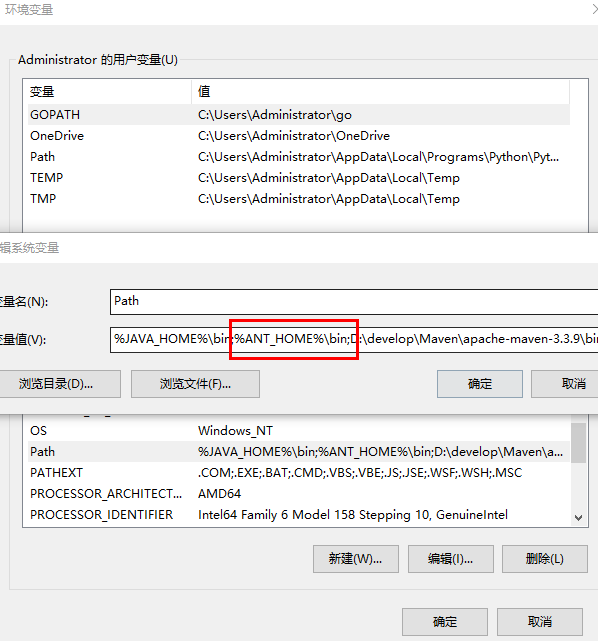 环境变量
Administrator 的用户变量(U)
变量 值
GOPATH C:\Users\Administrator\go
OneDrive C:\Users\Administrator\OneDrive
Path C:\Users\Administrator\AppData\Local\Programs\Python\Pyt...
TEMP C:\Users\Administrator\AppData\Local\Temp
TMP C:\Users\Administrator\AppData\Local\Temp
辑系统变量
变量名(N): Path
变量值(V): %JAVA_HOME%\bin;%ANT_HOME%\bin;D:\develop\Maven\apache-maven-3.3.9\bin
浏览目录(D)... 浏览文件(F)... 确定 取消
OS Windows_NT
Path %JAVA_HOME%\bin;%ANT_HOME%\bin;D:\develop\Maven\a...
PATHEXT .COM;.EXE;.BAT;.CMD;.VBS;.VBE;.JS;.JSE;.WSF;.WSH;.MSC
PROCESSOR_ARCHITECT... AMD64
PROCESSOR_IDENTIFIER Intel64 Family 6 Model 158 Stepping 10, GenuineIntel
新建(W)... 编辑(I)... 删除(L)
确定 取消